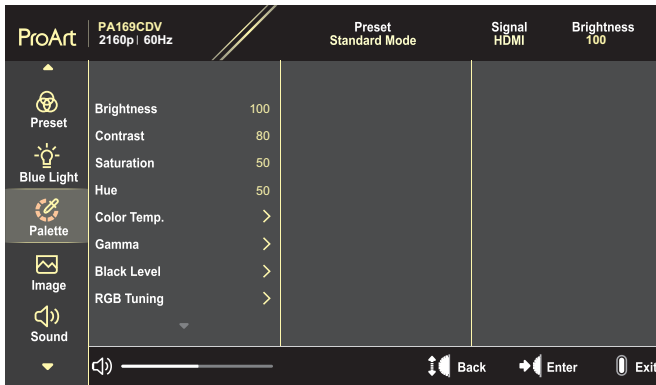 ProArt
PA169CDV
2160p| 60Hz
Preset
Standard Mode
Signal
HDMI
Brightness
100
Preset
Blue Light
Palette
Image
Sound
Brightness 100
Contrast 80
Saturation 50
Hue 50
Color Temp.
Gamma
Black Level
RGB Tuning
Back
Enter
Exit